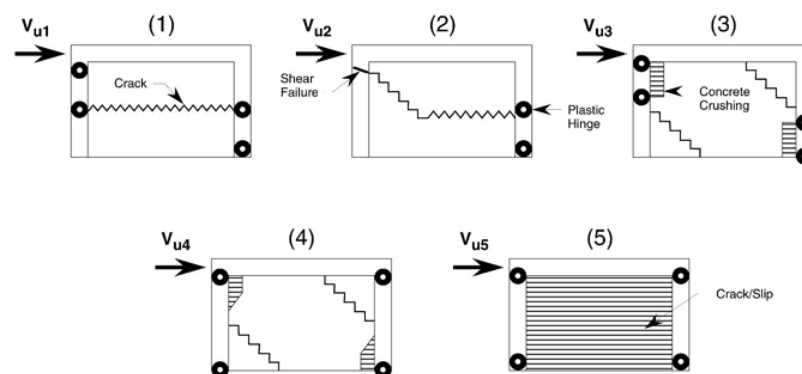 (1)
(2)
(3)
Vu1
Vu2
Vu3
Crack
Shear
Failure
Plastic
Hinge
Concrete
Crushing
(4)
(5)
Vu4
Vu5
Crack/Slip